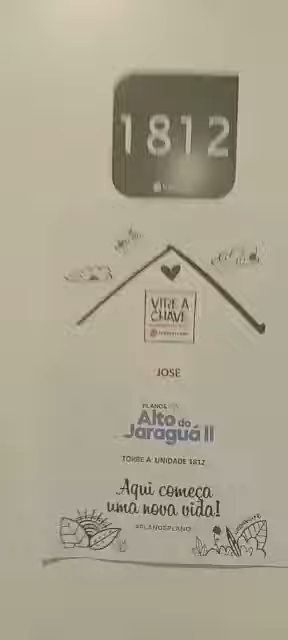 1812
VIRE A
CHAVE
JOSE
PLANO&
Alto do
Jaraguá II
TORRE A UNIDADE 1812
Aqui começa
uma nova vida!
#PLANOEPLANO